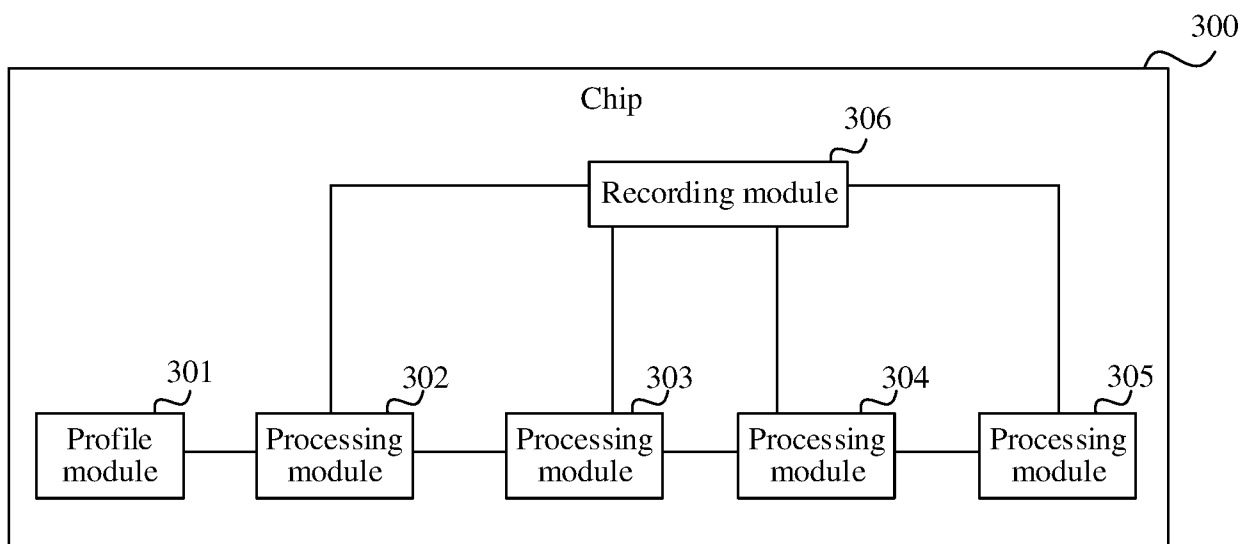 300
Chip
306
Recording module
301
302
303
304
305
Profile
module
Processing
module
Processing
module
Processing
module
Processing
module